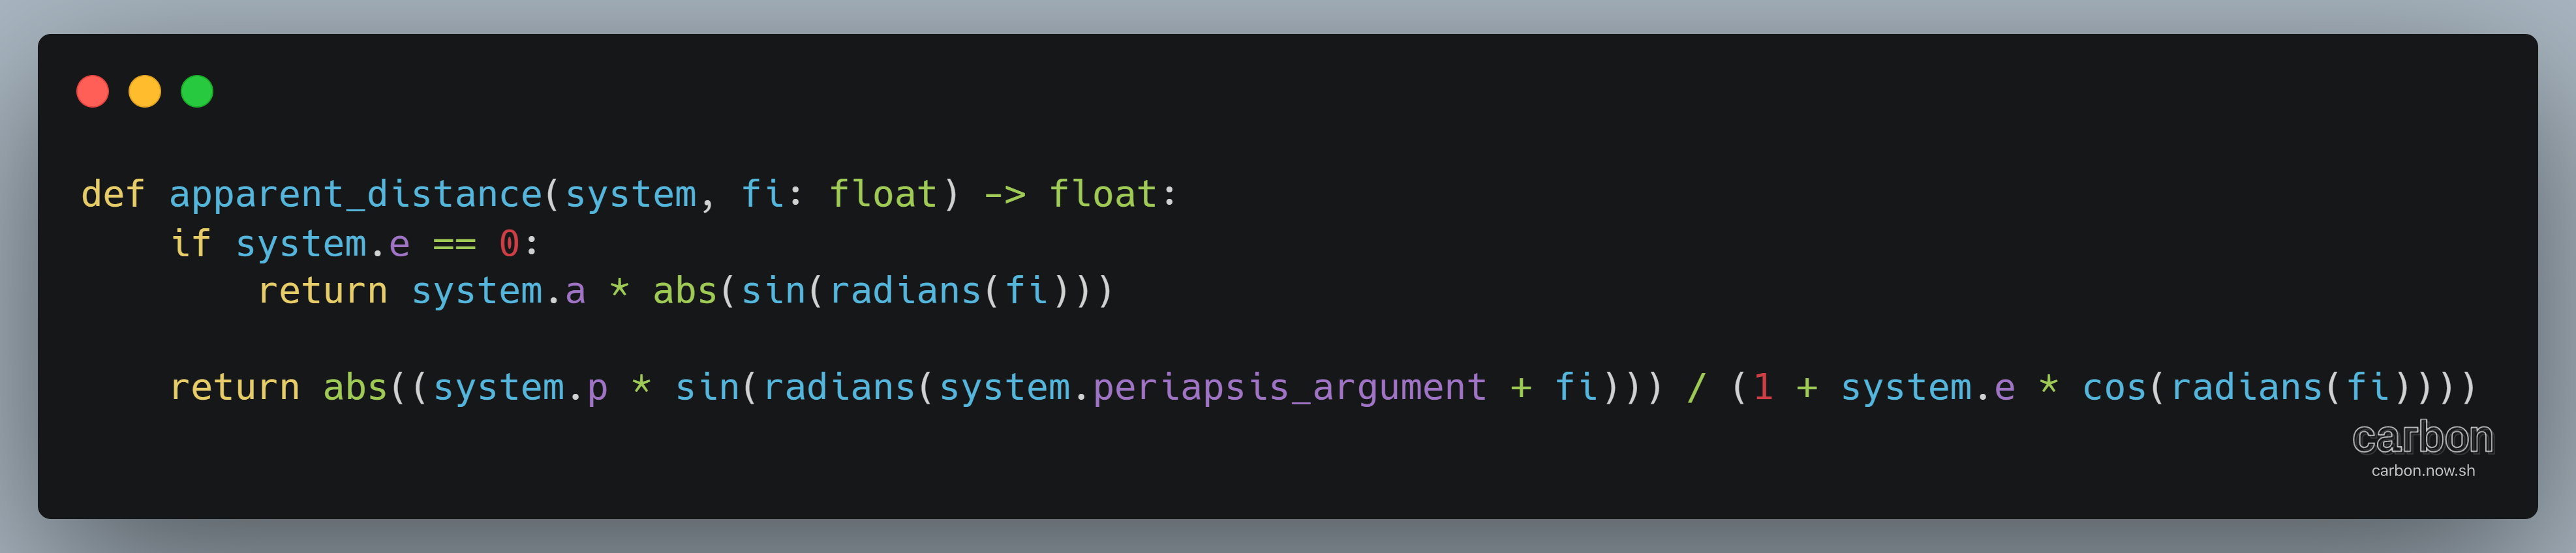 def apparent_distance(system, fi: float) -> float:
    if system.e == 0:
        return system.a * abs(sin(radians(fi)))
    return abs((system.p * sin(radians(system.periapsis_argument + fi))) / (1 + system.e * cos(radians(fi))))
carbon
carbon.now.sh